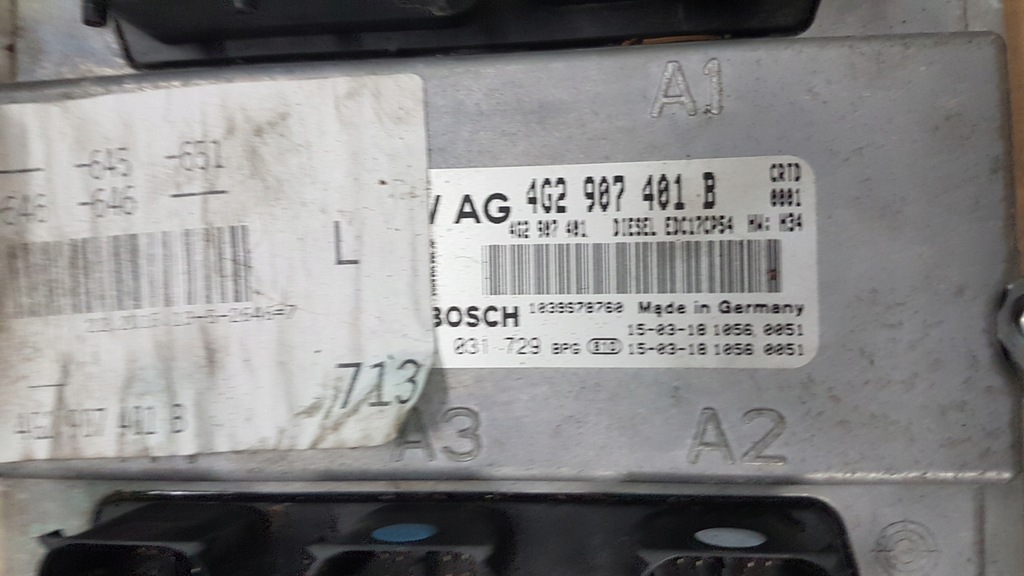 A1
-645 -651
-646 -646
L
713
4G2 907 401 B
AG 4G2 907 401 B CRTD
0001
4G2 907 401 DIESEL EDC17CP54 HW: H34
BOSCH 1039S78760 Made in Germany
15-03-18 1056 0051
031 729 BPG 15-03-18 1056 0051
A3 A2